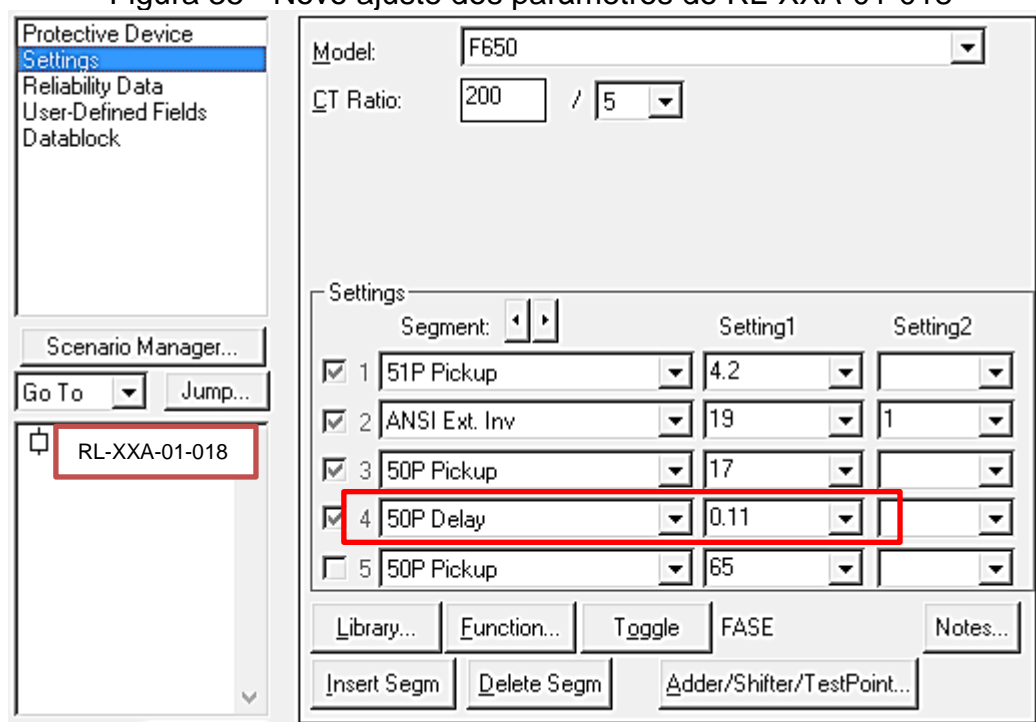 Figura 38 - Novo ajuste dos parâmetros do RL-XXA-01-018
Protective Device
Settings
Reliability Data
User-Defined Fields
Datablock
Scenario Manager...
Go To Jump...
RL-XXA-01-018
Model: F650
CT Ratio: 200 / 5
Settings
Segment: Setting1 Setting2
1 51P Pickup 4.2
2 ANSI Ext. Inv 19 1
3 50P Pickup 17
4 50P Delay 0.11
5 50P Pickup 65
Library... Function... Toggle FASE Notes...
Insert Segm Delete Segm Adder/Shifter/TestPoint...